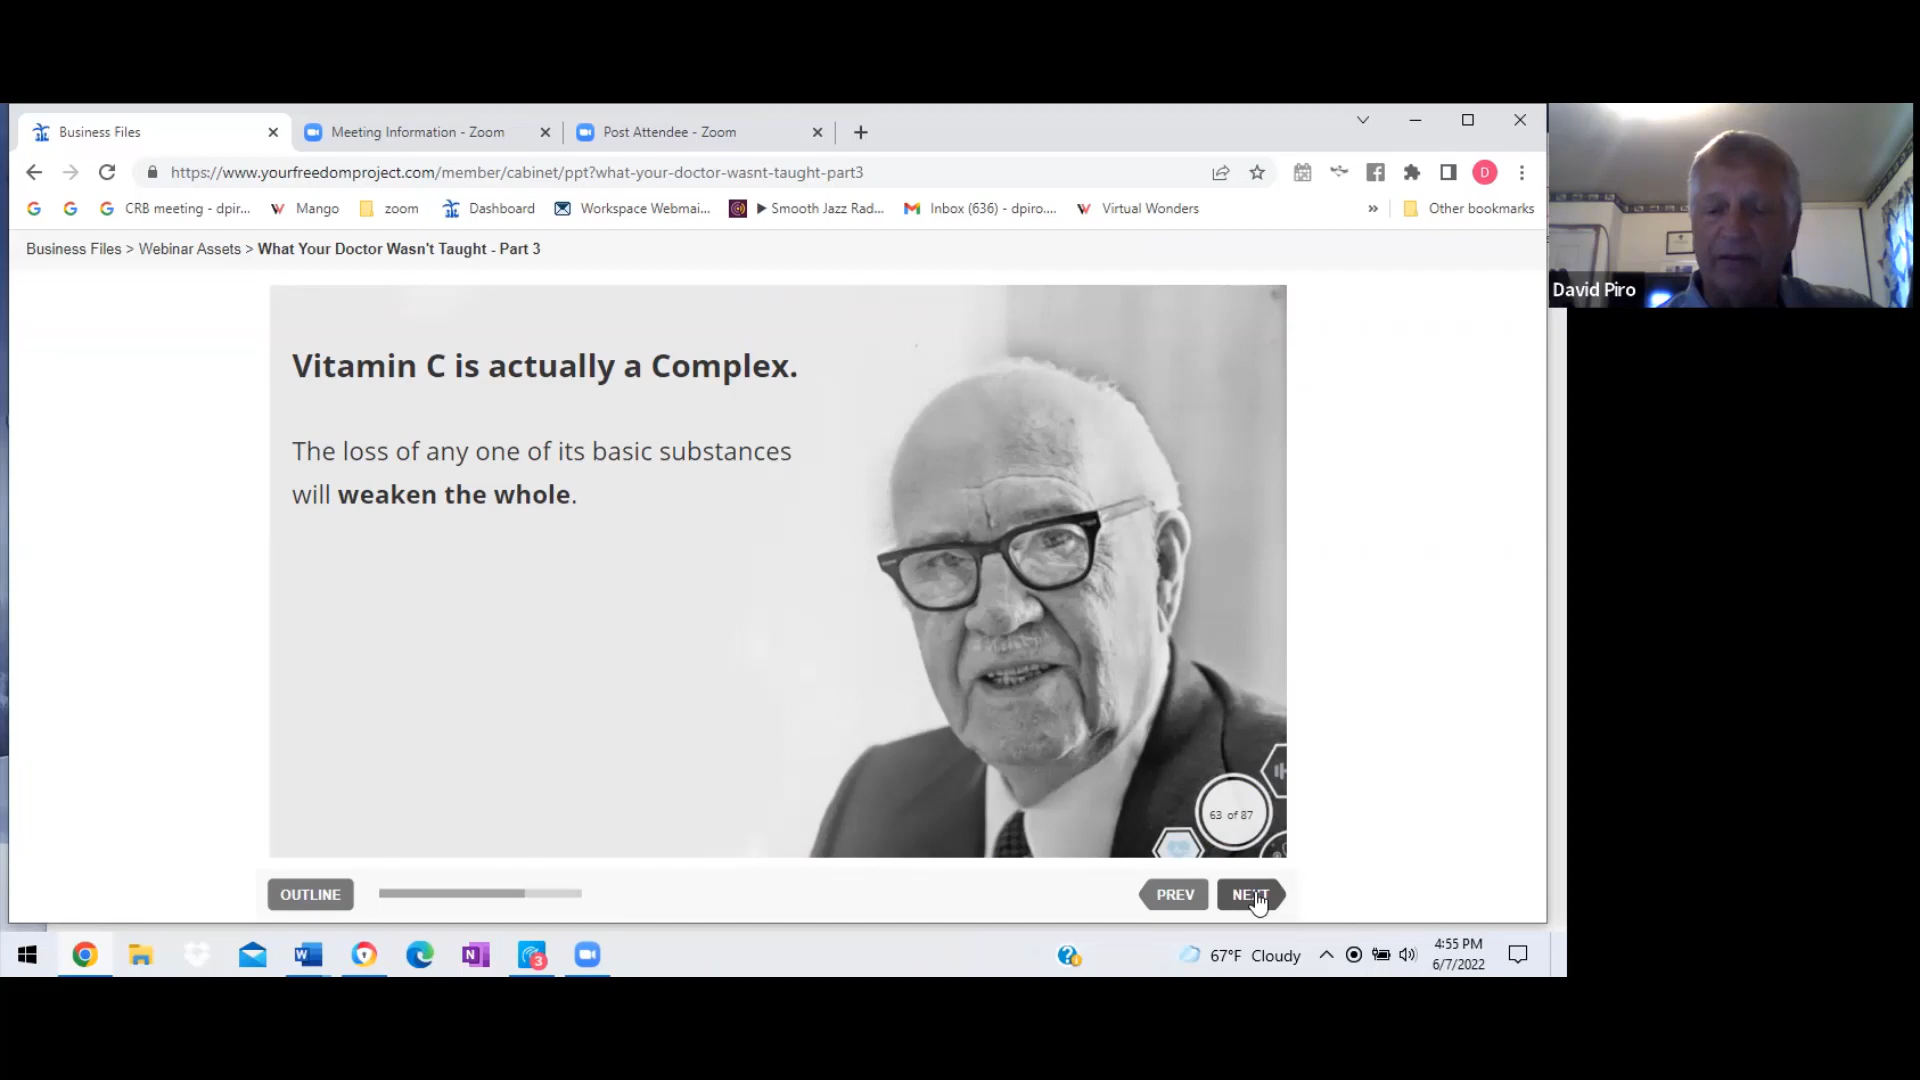 Business Files
Meeting Information - Zoom
Post Attendee - Zoom
https://www.yourfreedomproject.com/member/cabinet/ppt?what-your-doctor-wasnt-taught-part3
D
CRB meeting - dpir...
Mango
zoom
Dashboard
Workspace Webmai...
▶ Smooth Jazz Rad...
Inbox (636) - dpiro....
Virtual Wonders
»
Other bookmarks
Business Files > Webinar Assets > What Your Doctor Wasn't Taught - Part 3
David Piro
Vitamin C is actually a Complex.
The loss of any one of its basic substances
will weaken the whole.
63 of 87
OUTLINE
PREV
NEXT
3
67°F Cloudy
4:55 PM
6/7/2022